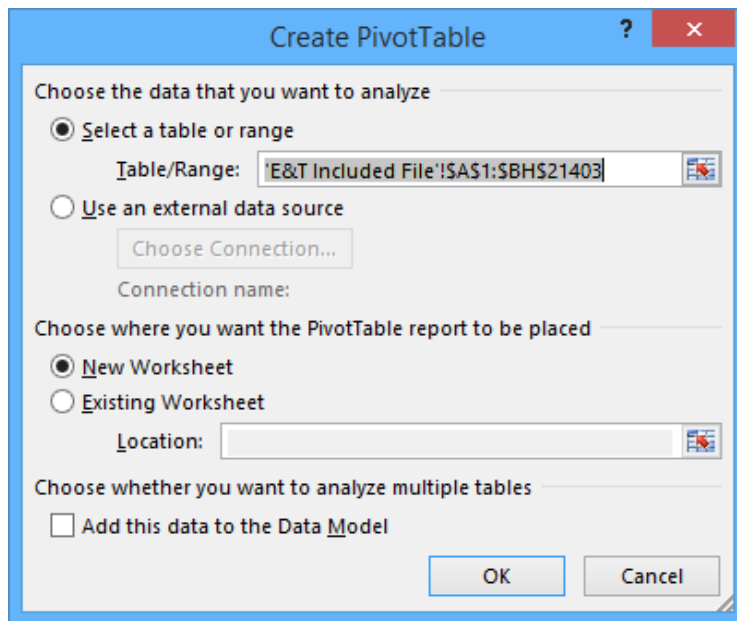 Create PivotTable
?
Choose the data that you want to analyze
Select a table or range
Table/Range: 'E&T Included File'!$A$1:$BH$21403
Use an external data source
Choose Connection...
Connection name:
Choose where you want the PivotTable report to be placed
New Worksheet
Existing Worksheet
Location:
Choose whether you want to analyze multiple tables
Add this data to the Data Model
OK Cancel